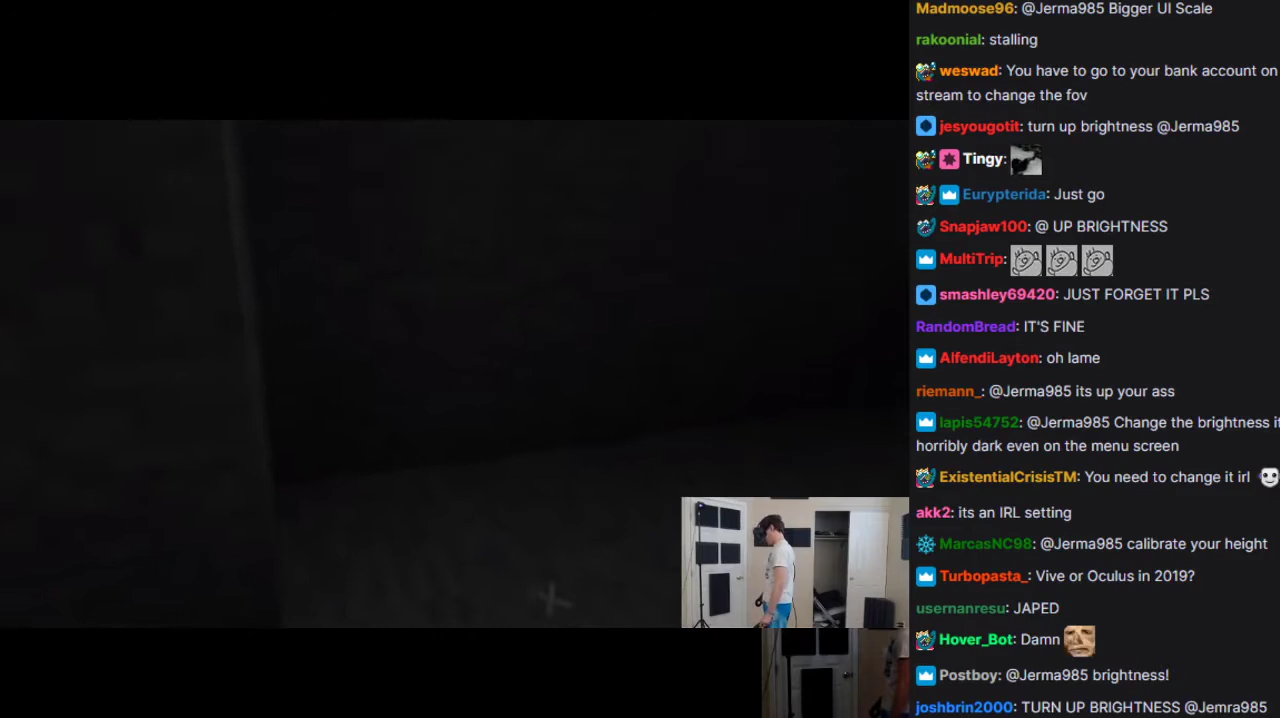 Madmoose96: @Jerma985 Bigger UI Scale
rakoonial: stalling
weswad: You have to go to your bank account on
stream to change the fov
jesyougotit: turn up brightness @Jerma985
Tingy:
Eurypterida: Just go
Snapjaw100: @ UP BRIGHTNESS
MultiTrip:
smashley69420: JUST FORGET IT PLS
RandomBread: IT'S FINE
AlfendiLayton: oh lame
riemann_: @Jerma985 its up your ass
lapis54752: @Jerma985 Change the brightness
horribly dark even on the menu screen
ExistentialCrisisTM: You need to change it irl
akk2: its an IRL setting
MarcasNC98: @Jerma985 calibrate your height
Turbopasta_: Vive or Oculus in 2019?
usernanresu: JAPED
Hover_Bot: Damn
Postboy: @Jerma985 brightness!
joshbrin2000: TURN UP BRIGHTNESS @Jemra985